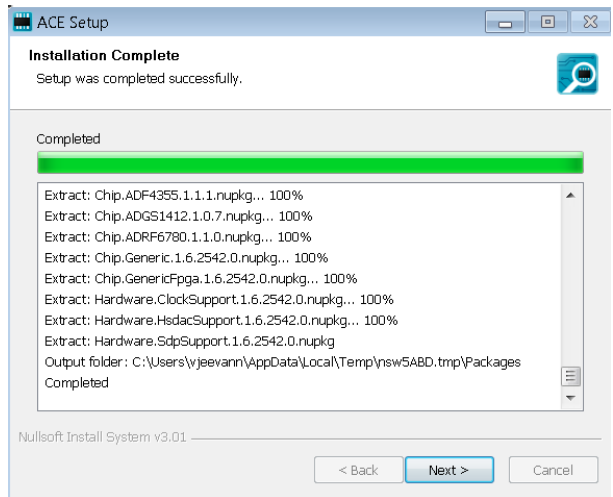 ACE Setup
Installation Complete
Setup was completed successfully.
Completed
Extract: Chip.ADF4355.1.1.1.nupkg... 100%
Extract: Chip.ADGS1412.1.0.7.nupkg... 100%
Extract: Chip.ADRF6780.1.1.0.nupkg... 100%
Extract: Chip.Generic.1.6.2542.0.nupkg... 100%
Extract: Chip.GenericFpga.1.6.2542.0.nupkg... 100%
Extract: Hardware.ClockSupport.1.6.2542.0.nupkg... 100%
Extract: Hardware.HsdacSupport.1.6.2542.0.nupkg... 100%
Extract: Hardware.SdpSupport.1.6.2542.0.nupkg
Output folder: C:\Users\vjeevann\AppData\Local\Temp\nsw5ABD.tmp\Packages
Completed
Nullsoft Install System v3.01
< Back
Next >
Cancel